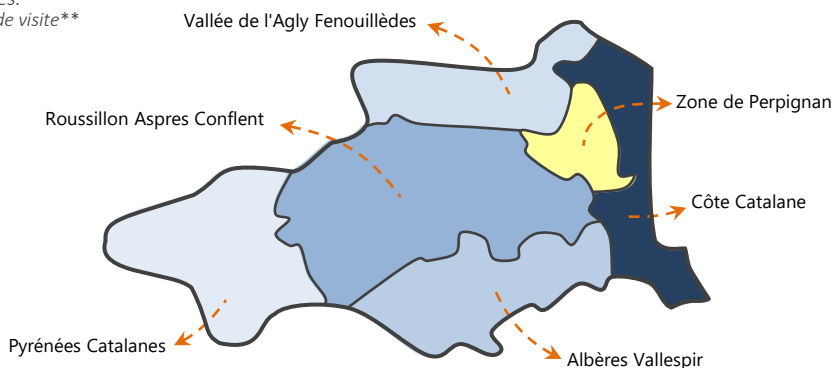 de visite**
Vallée de l'Agly Fenouillèdes
Zone de Perpignan
Roussillon Aspres Conflent
Côte Catalane
Pyrénées Catalanes
Albères Vallespir